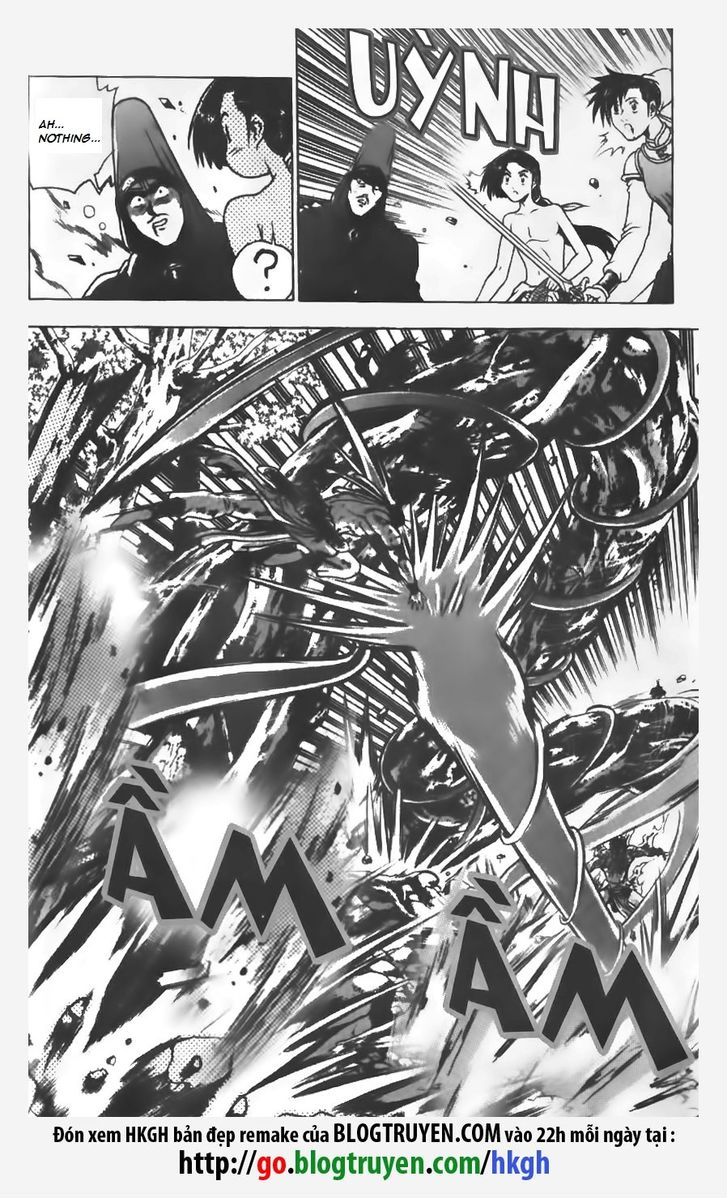 AH...
NOTHING...
?
UỲNH
ẦM
ẦM
Đón xem HKGH bản đẹp remake của BLOGTRUYEN.COM vào 22h mỗi ngày tại :
http://go.blogtruyen.com/hkgh